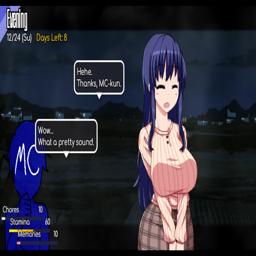 Evening
12/24 (Su) Days Left: 8
Hehe.
Thanks, MC-kun.
Wow...
What a pretty sound.
MC
Chores 10
Stamina 60
Memories 10